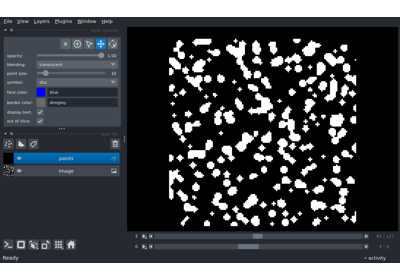 File View Layers Plugins Window Help
opacity: 1.00
blending: translucent
point size: 10
symbol: disc
face color: blue
border color: dimgrey
display text:
out of slice:
points
image
2
0
Ready
activity